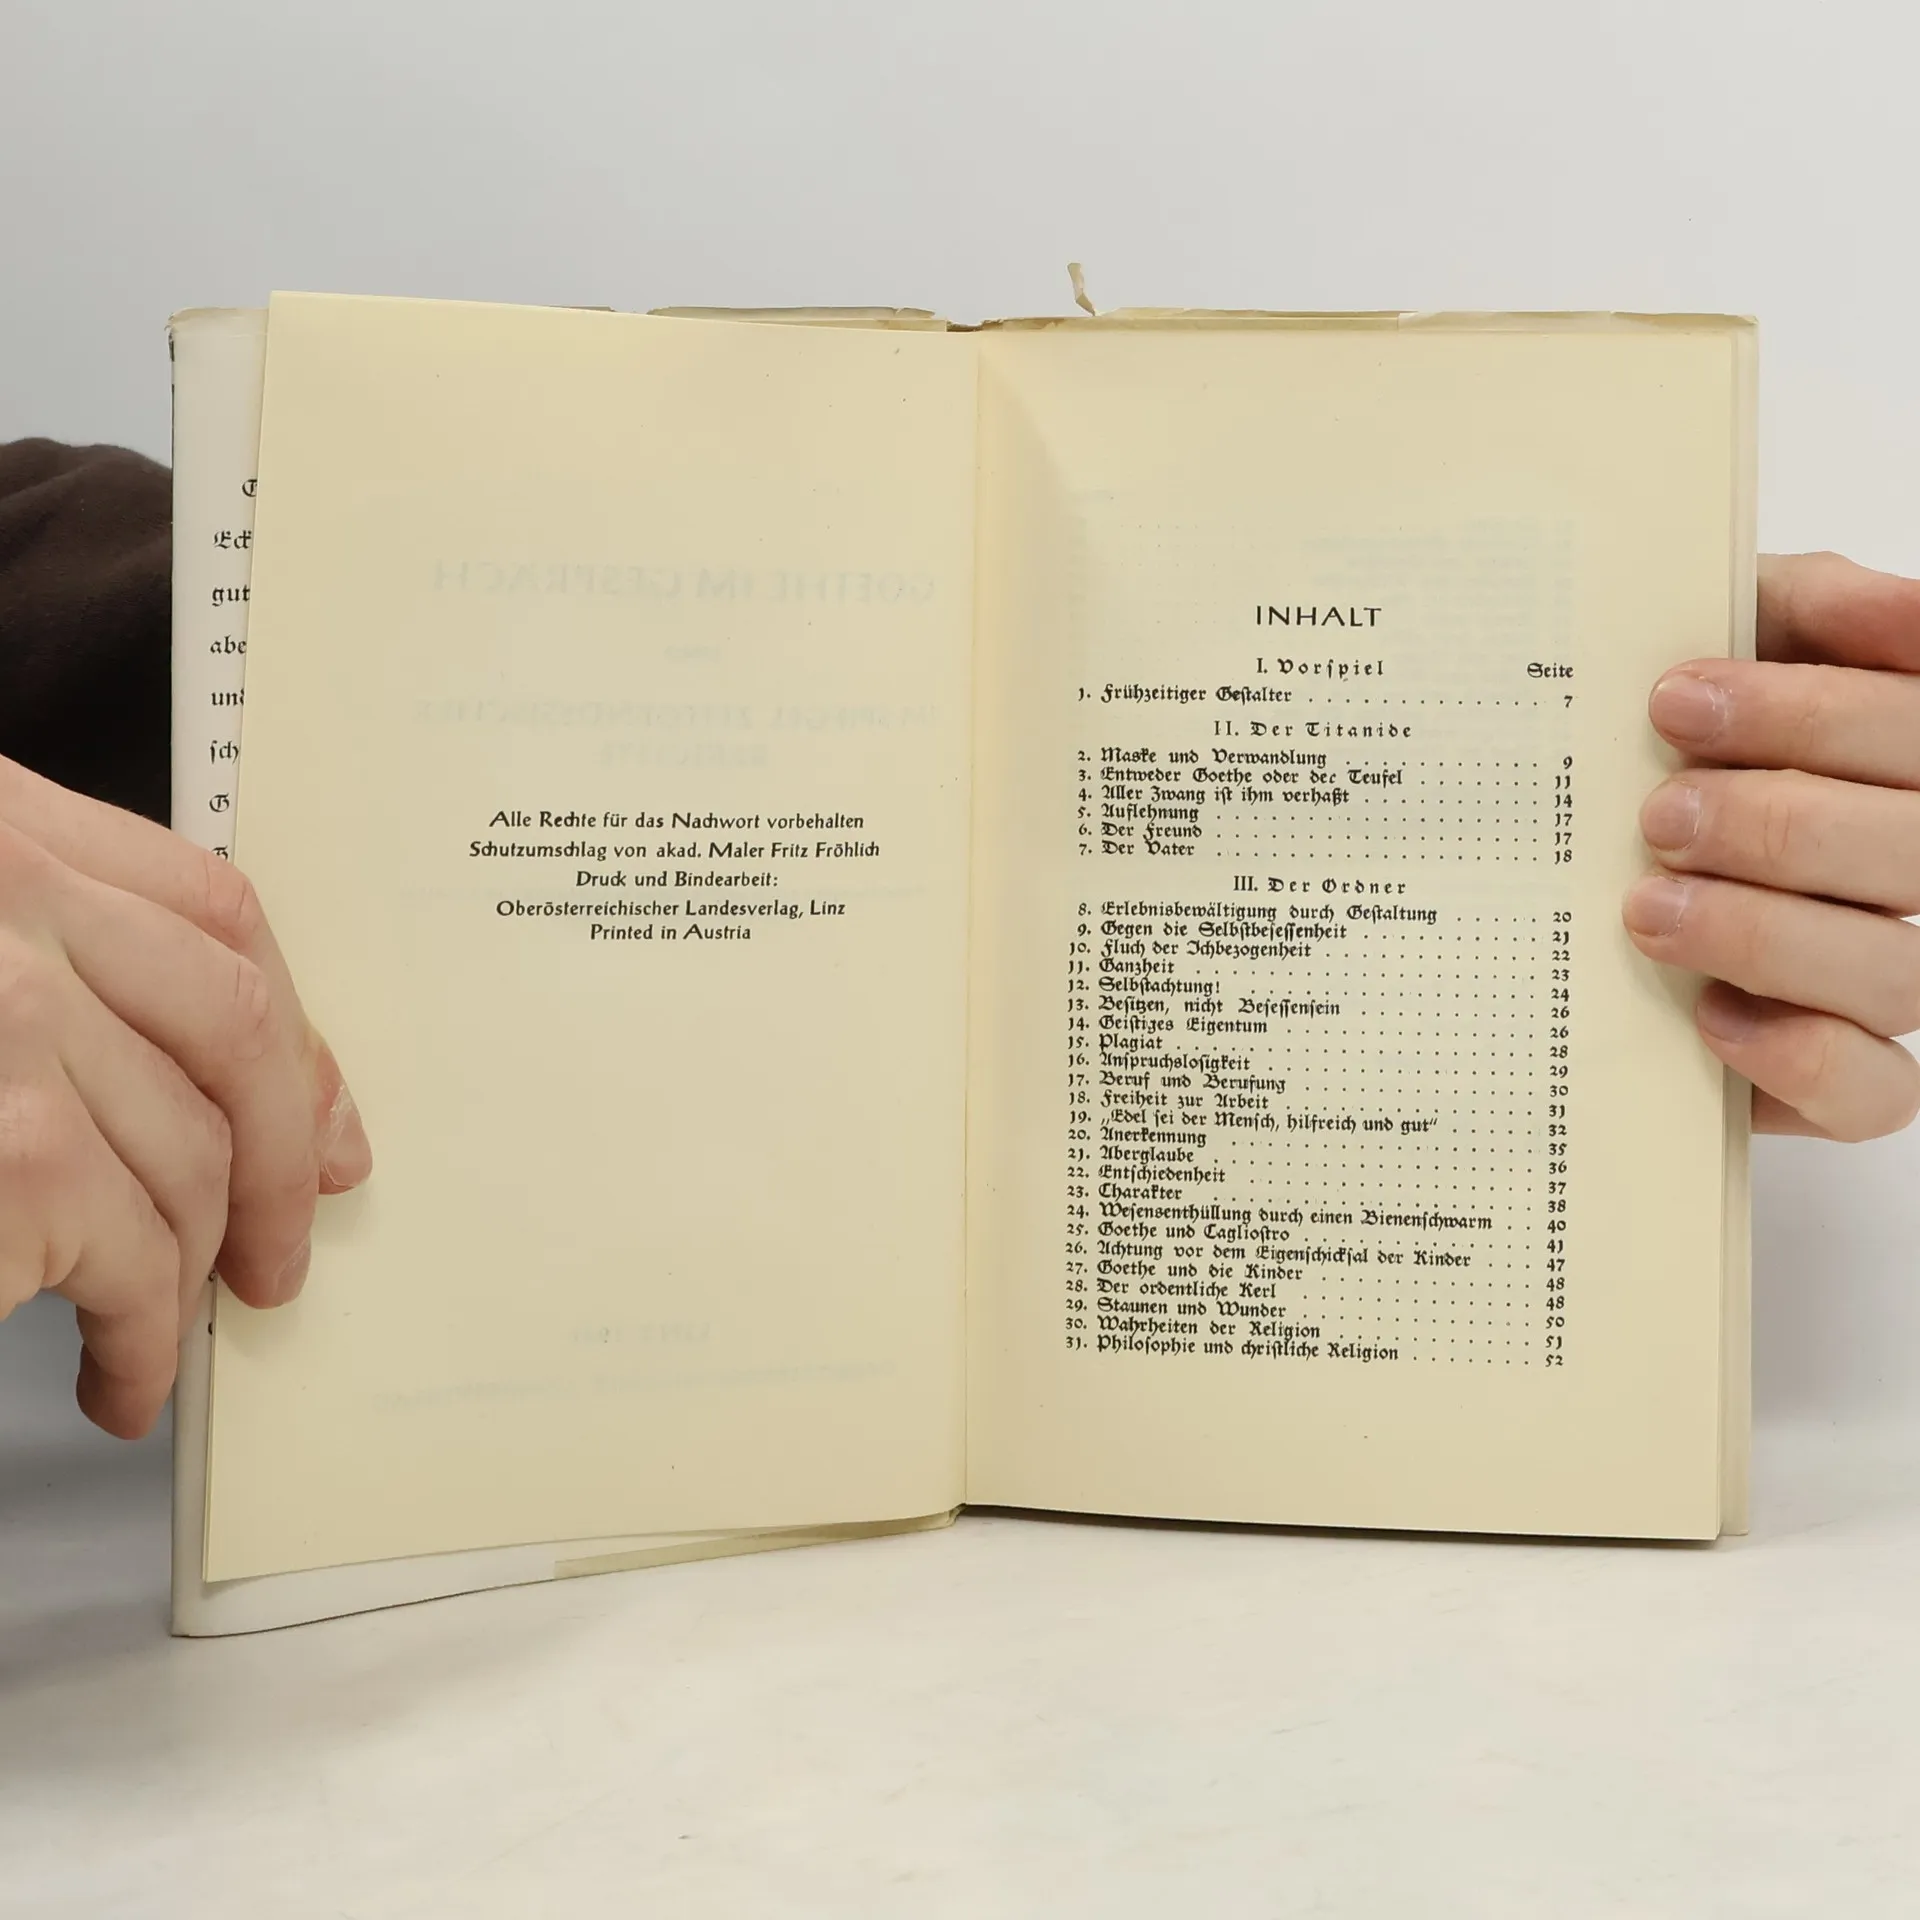 Eck
gut
abe
und
sch
G
Alle Rechte für das Nachwort vorbehalten
Schutzumschlag von akad. Maler Fritz Fröhlich
Druck und Bindearbeit:
Oberösterreichischer Landesverlag, Linz
Printed in Austria
GOETHE IM GESPRÄCH
INHALT
I. Vorſpiel Seite
1. Frühzeitiger Geſtalter . . . . . . . . . . . . . 7
II. Der Titanide
2. Maske und Verwandlung . . . . . . . . . . . 9
3. Entweder Goethe oder der Teufel . . . . . . . 11
4. Aller Zwang iſt ihm verhaßt . . . . . . . . . . 14
5. Auflehnung . . . . . . . . . . . . . . . . . . 17
6. Der Freund . . . . . . . . . . . . . . . . . . 17
7. Der Vater . . . . . . . . . . . . . . . . . . 18
III. Der Ordner
8. Erlebnisbewältigung durch Geſtaltung . . . . . 20
9. Gegen die Selbſtbeſeſſenheit . . . . . . . . . . 21
10. Fluch der Ichbezogenheit . . . . . . . . . . . . 22
11. Ganzheit . . . . . . . . . . . . . . . . . . . 23
12. Selbſtachtung! . . . . . . . . . . . . . . . . 24
13. Beſitzen, nicht Beſeſſenſein . . . . . . . . . . 26
14. Geiſtiges Eigentum . . . . . . . . . . . . . . 26
15. Plagiat . . . . . . . . . . . . . . . . . . . . 28
16. Anſpruchsloſigkeit . . . . . . . . . . . . . . . 29
17. Beruf und Berufung . . . . . . . . . . . . . 30
18. Freiheit zur Arbeit . . . . . . . . . . . . . . 31
19. „Edel ſei der Menſch, hilfreich und gut“ . . . . . 32
20. Anerkennung . . . . . . . . . . . . . . . . . 35
21. Aberglaube . . . . . . . . . . . . . . . . . . 36
22. Entſchiedenheit . . . . . . . . . . . . . . . . 37
23. Charakter . . . . . . . . . . . . . . . . . . 38
24. Weſensenthüllung durch einen Bienenſchwarm . . 40
25. Goethe und Caglioſtro . . . . . . . . . . . . . 41
26. Achtung vor dem Eigenſchickſal der Kinder . . . 47
27. Goethe und die Kinder . . . . . . . . . . . . 48
28. Der ordentliche Kerl . . . . . . . . . . . . . 48
29. Staunen und Wunder . . . . . . . . . . . . . 50
30. Wahrheiten der Religion . . . . . . . . . . . . 51
31. Philoſophie und chriſtliche Religion . . . . . . . 52